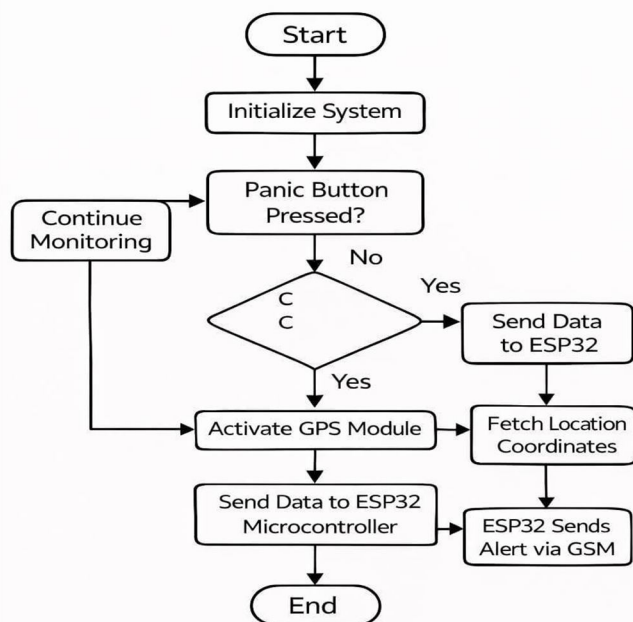 Start
Initialize System
Panic Button
Pressed?
Continue
Monitoring
No
C
C
Yes
Send Data
to ESP32
Yes
Activate GPS Module
Fetch Location
Coordinates
Send Data to ESP32
Microcontroller
ESP32 Sends
Alert via GSM
End